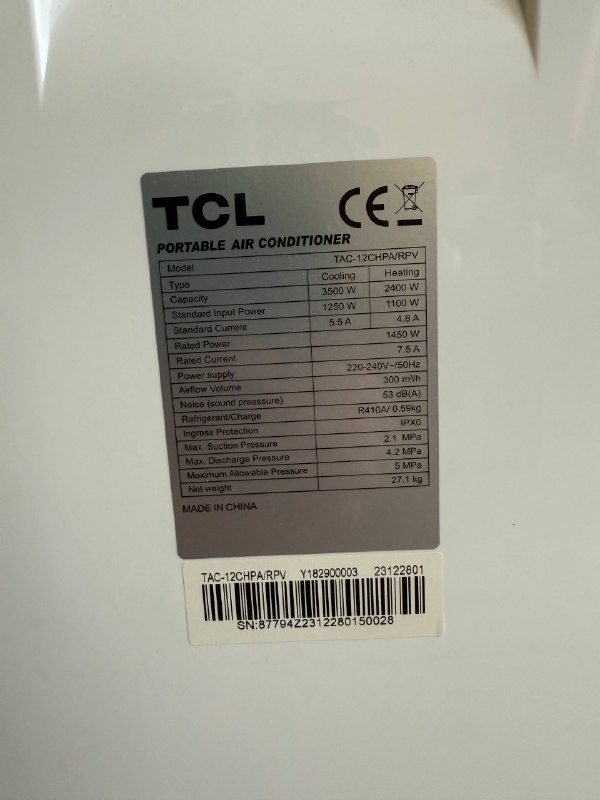 TCL CE
PORTABLE AIR CONDITIONER
Model TAC-12CHPA/RPV
Type Cooling Heating
Capacity 3500 W 2400 W
Standard Input Power 1250 W 1100 W
Standard Current 5.5 A 4.8 A
Rated Power 1450 W
Rated Current 7.5 A
Power supply 220-240V~/50Hz
Airflow Volume 300 m³/h
Noise (sound presssure) 53 dB(A)
Refrigerant/Charge R410A/ 0.59kg
Ingress Protection IPX0
Max. Suction Pressure 2.1 MPa
Max. Discharge Pressure 4.2 MPa
Maximum Allowable Pressure 5 MPa
Net weight 27.1 kg
MADE IN CHINA
TAC-12CHPA/RPV Y182900003 23122801
SN:87794Z2312280150028